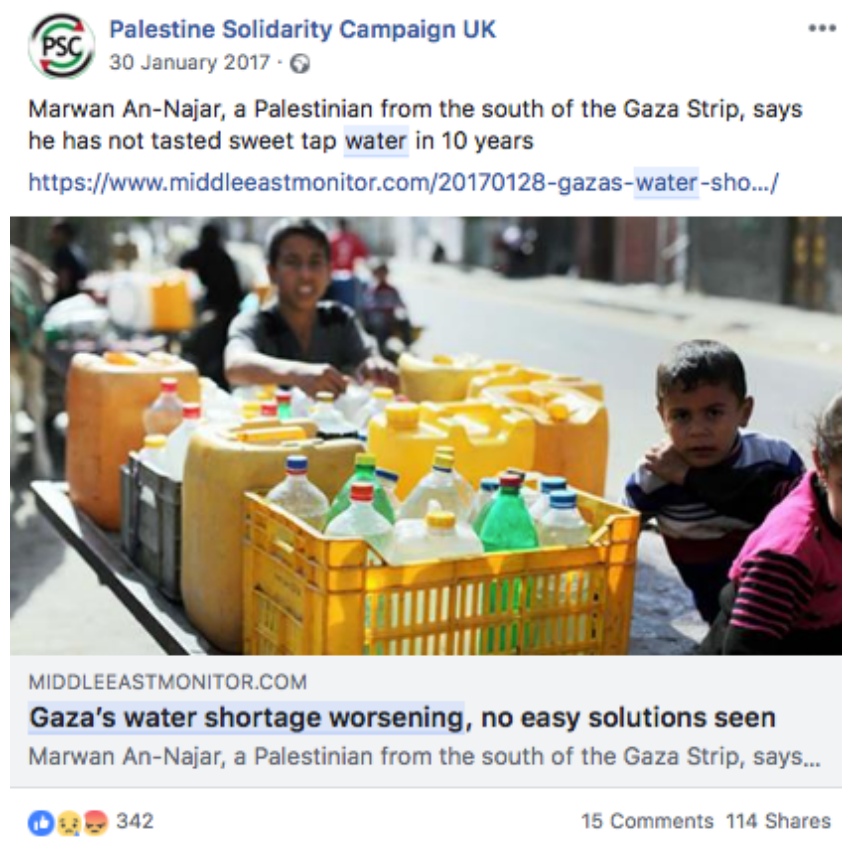 PSC
Palestine Solidarity Campaign UK
30 January 2017 ·
Marwan An-Najar, a Palestinian from the south of the Gaza Strip, says
he has not tasted sweet tap water in 10 years
https://www.middleeastmonitor.com/20170128-gazas-water-sho.../
MIDDLEEASTMONITOR.COM
Gaza's water shortage worsening, no easy solutions seen
Marwan An-Najar, a Palestinian from the south of the Gaza Strip, says...
342
15 Comments 114 Shares